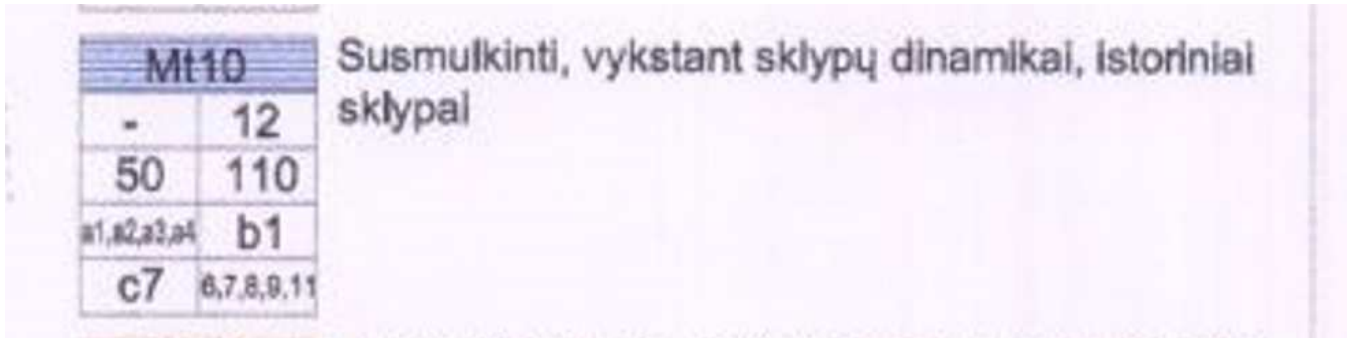 Mt10
Susmulkinti, vykstant sklypų dinamikai, istoriniai
sklypai
- 12
50 110
a1,a2,a3,a4 b1
c7 6,7,8,9,11